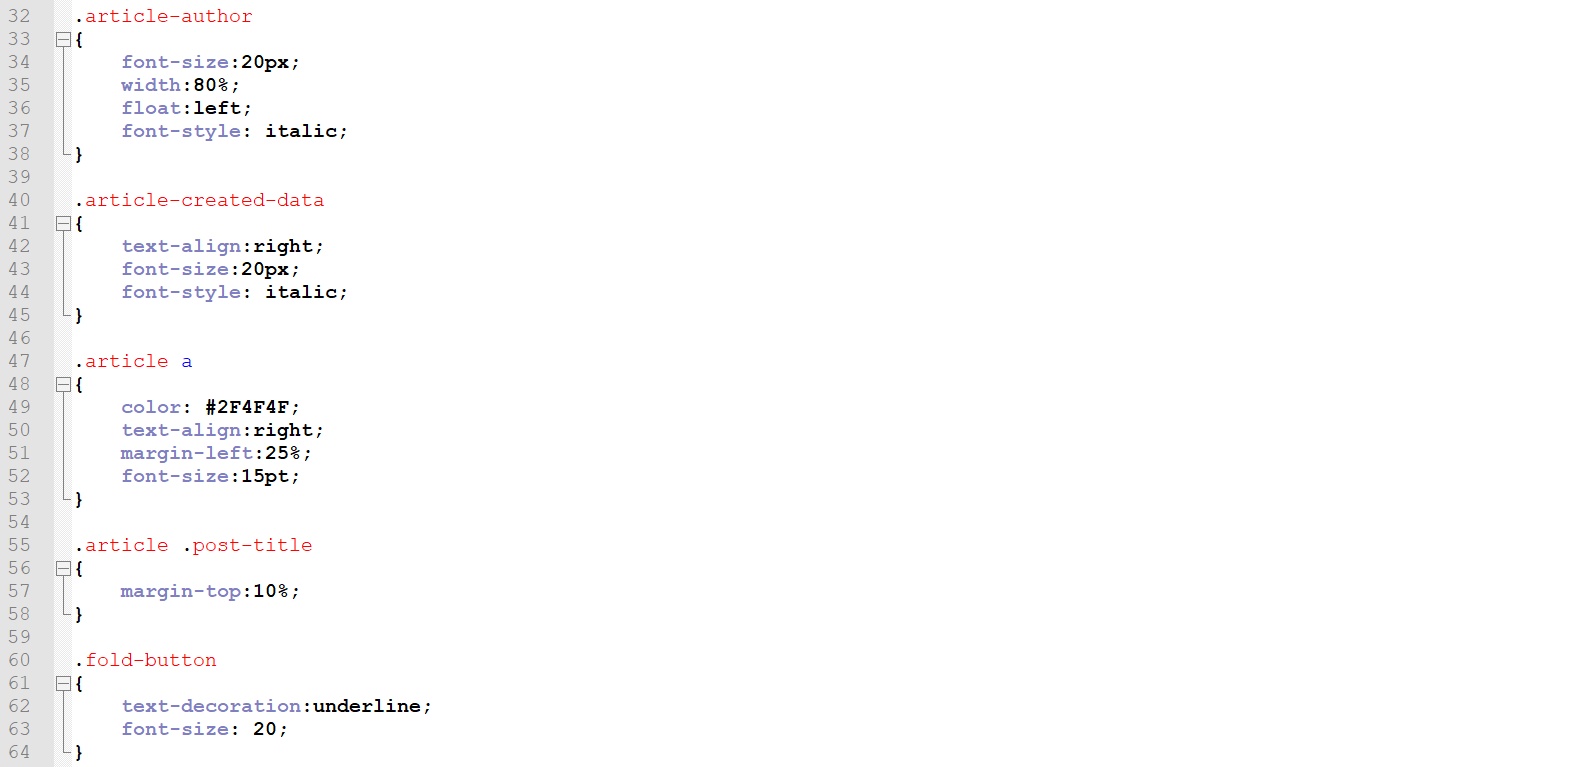 32 .article-author
33 {
34     font-size:20px;
35     width:80%;
36     float:left;
37     font-style: italic;
38 }
39
40 .article-created-data
41 {
42     text-align:right;
43     font-size:20px;
44     font-style: italic;
45 }
46
47 .article a
48 {
49     color: #2F4F4F;
50     text-align:right;
51     margin-left:25%;
52     font-size:15pt;
53 }
54
55 .article .post-title
56 {
57     margin-top:10%;
58 }
59
60 .fold-button
61 {
62     text-decoration:underline;
63     font-size: 20;
64 }